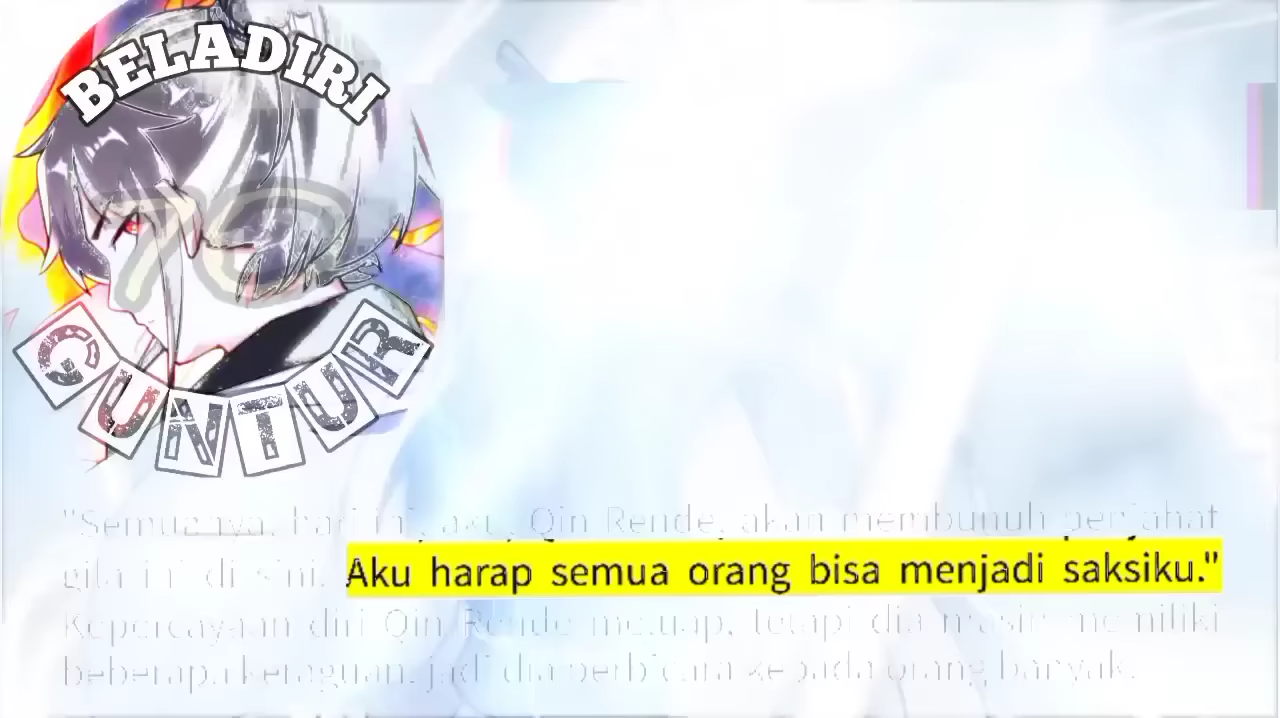 BELADIRI
GUNTUR
"Semuanya, hari ini, aku, Qin Rende, akan membunuh penjahat
gila ini di sini. Aku harap semua orang bisa menjadi saksiku."
Kepercayaan diri Qin Rende meluap, tetapi dia masih memiliki
beberapa keraguan, jadi dia berbicara kepada orang banyak.